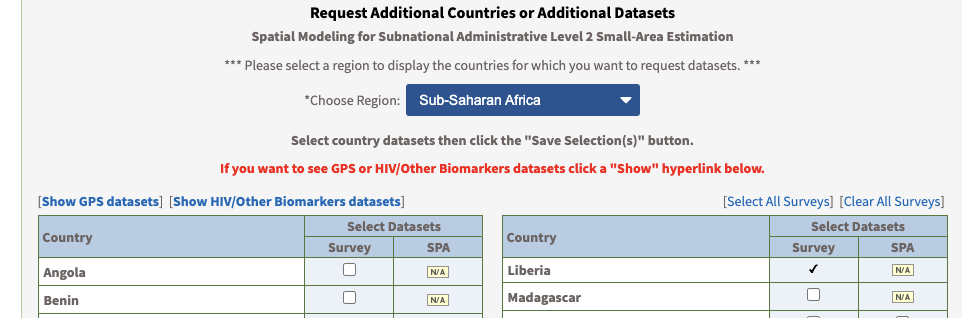 Request Additional Countries or Additional Datasets
Spatial Modeling for Subnational Administrative Level 2 Small-Area Estimation
*** Please select a region to display the countries for which you want to request datasets. ***
*Choose Region: Sub-Saharan Africa
Select country datasets then click the "Save Selection(s)" button.
If you want to see GPS or HIV/Other Biomarkers datasets click a "Show" hyperlink below.
[Show GPS datasets] [Show HIV/Other Biomarkers datasets] [Select All Surveys] [Clear All Surveys]
Country Select Datasets
Survey SPA
Angola N/A
Benin N/A
Country Select Datasets
Survey SPA
Liberia ✓ N/A
Madagascar N/A